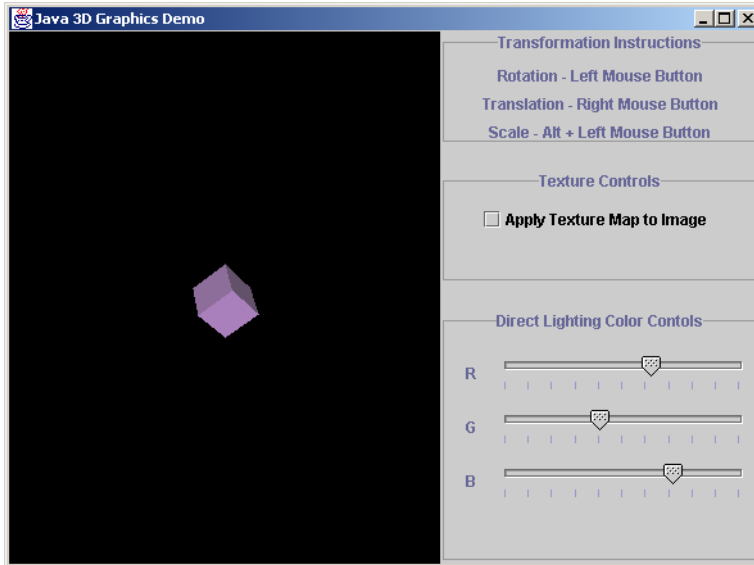 Java 3D Graphics Demo
Transformation Instructions
Rotation - Left Mouse Button
Translation - Right Mouse Button
Scale - Alt + Left Mouse Button
Texture Controls
Apply Texture Map to Image
Direct Lighting Color Contols
R
G
B